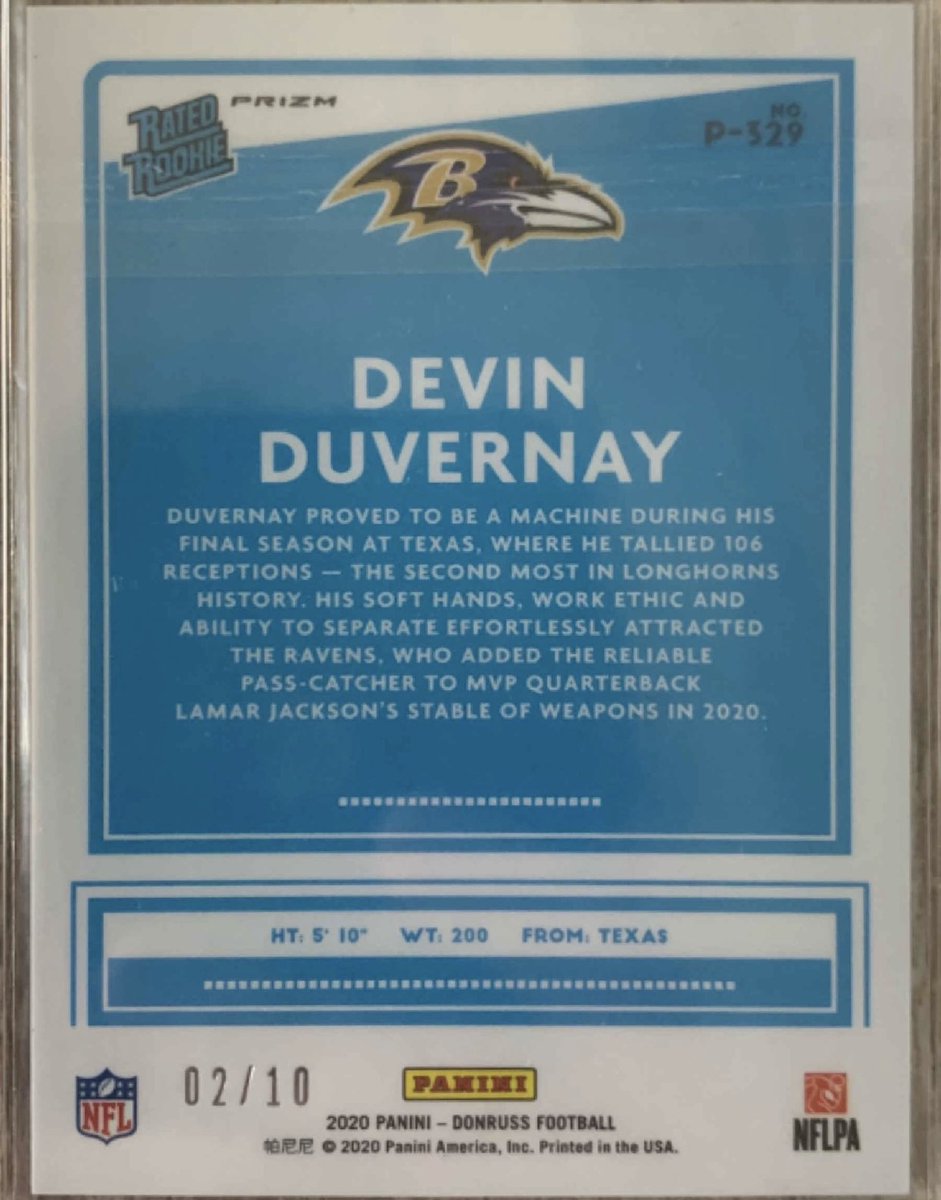 RATED
ROOKIE
PRIZM
NO.
P-329
B
DEVIN
DUVERNAY
DUVERNAY PROVED TO BE A MACHINE DURING HIS
FINAL SEASON AT TEXAS, WHERE HE TALLIED 106
RECEPTIONS — THE SECOND MOST IN LONGHORNS
HISTORY. HIS SOFT HANDS, WORK ETHIC AND
ABILITY TO SEPARATE EFFORTLESSLY ATTRACTED
THE RAVENS, WHO ADDED THE RELIABLE
PASS-CATCHER TO MVP QUARTERBACK
LAMAR JACKSON'S STABLE OF WEAPONS IN 2020.
HT: 5' 10" WT: 200 FROM: TEXAS
NFL
02/10
PANINI
2020 PANINI – DONRUSS FOOTBALL
帕尼尼 © 2020 Panini America, Inc. Printed in the USA.
NFLPA